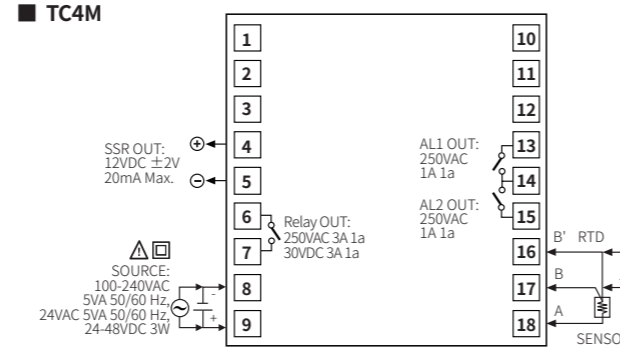 ■ TC4M
1
2
3
4
5
6
7
8
9
10
11
12
13
14
15
16
17
18
SSR OUT:
12VDC ±2V
20mA Max.
+
−
Relay OUT:
250VAC 3A 1a
30VDC 3A 1a
SOURCE:
100-240VAC
5VA 50/60 Hz,
24VAC 5VA 50/60 Hz,
24-48VDC 3W
-
+
AL1 OUT:
250VAC
1A 1a
AL2 OUT:
250VAC
1A 1a
B' RTD
B
A
SENSO